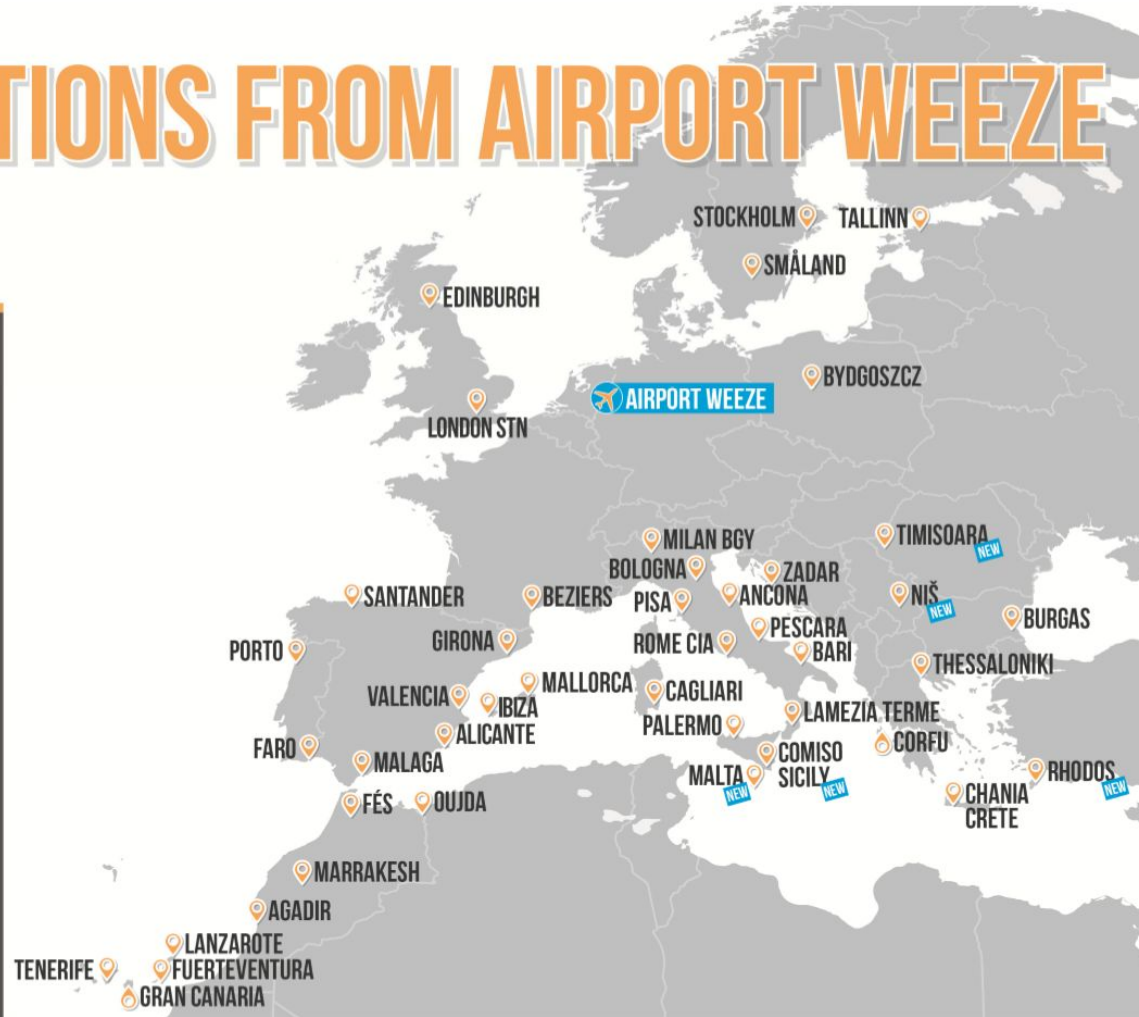 TIONS FROM AIRPORT WEEZE
STOCKHOLM
TALLINN
SMÅLAND
EDINBURGH
BYDGOSZCZ
AIRPORT WEEZE
LONDON STN
TIMISOARA
NEW
MILAN BGY
BOLOGNA
ZADAR
SANTANDER
BEZIERS
PISA
ANCONA
NIŠ
NEW
BURGAS
PORTO
GIRONA
ROME CIA
PESCARA
BARI
THESSALONIKI
VALENCIA
IBIZA
MALLORCA
CAGLIARI
ALICANTE
PALERMO
LAMEZIA TERME
CORFU
FARO
MALAGA
MALTA
NEW
COMISO
SICILY
NEW
RHODOS
NEW
CHANIA
CRETE
FÉS
OUJDA
MARRAKESH
AGADIR
LANZAROTE
TENERIFE
FUERTEVENTURA
GRAN CANARIA